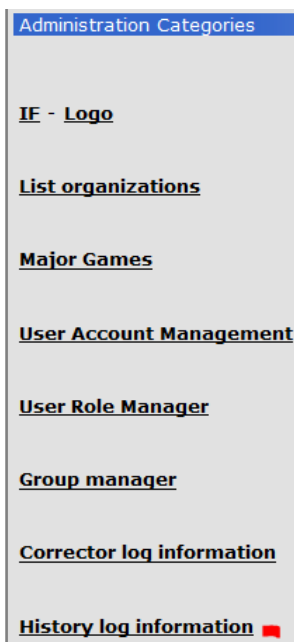 Administration Categories
IF - Logo
List organizations
Major Games
User Account Management
User Role Manager
Group manager
Corrector log information
History log information